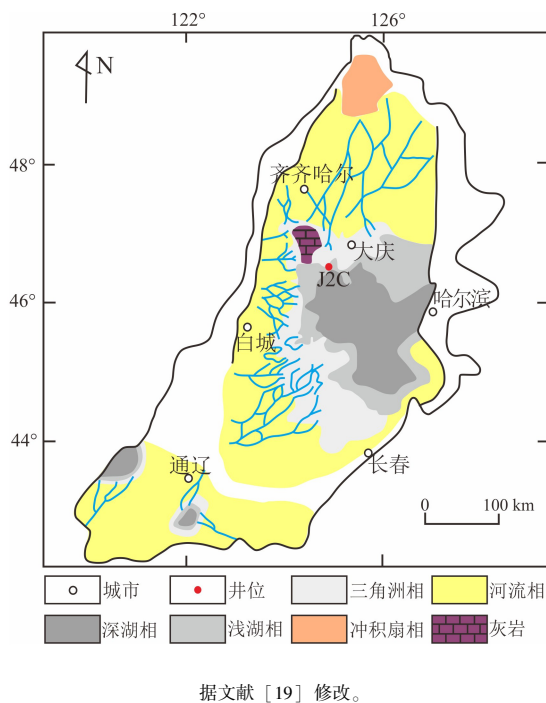 122° 126°
N
48°
齐齐哈尔
大庆
J2C
46°
哈尔滨
白城
44°
通辽
长春
0 100 km
城市 井位 三角洲相 河流相
深湖相 浅湖相 冲积扇相 灰岩
据文献［19］修改。